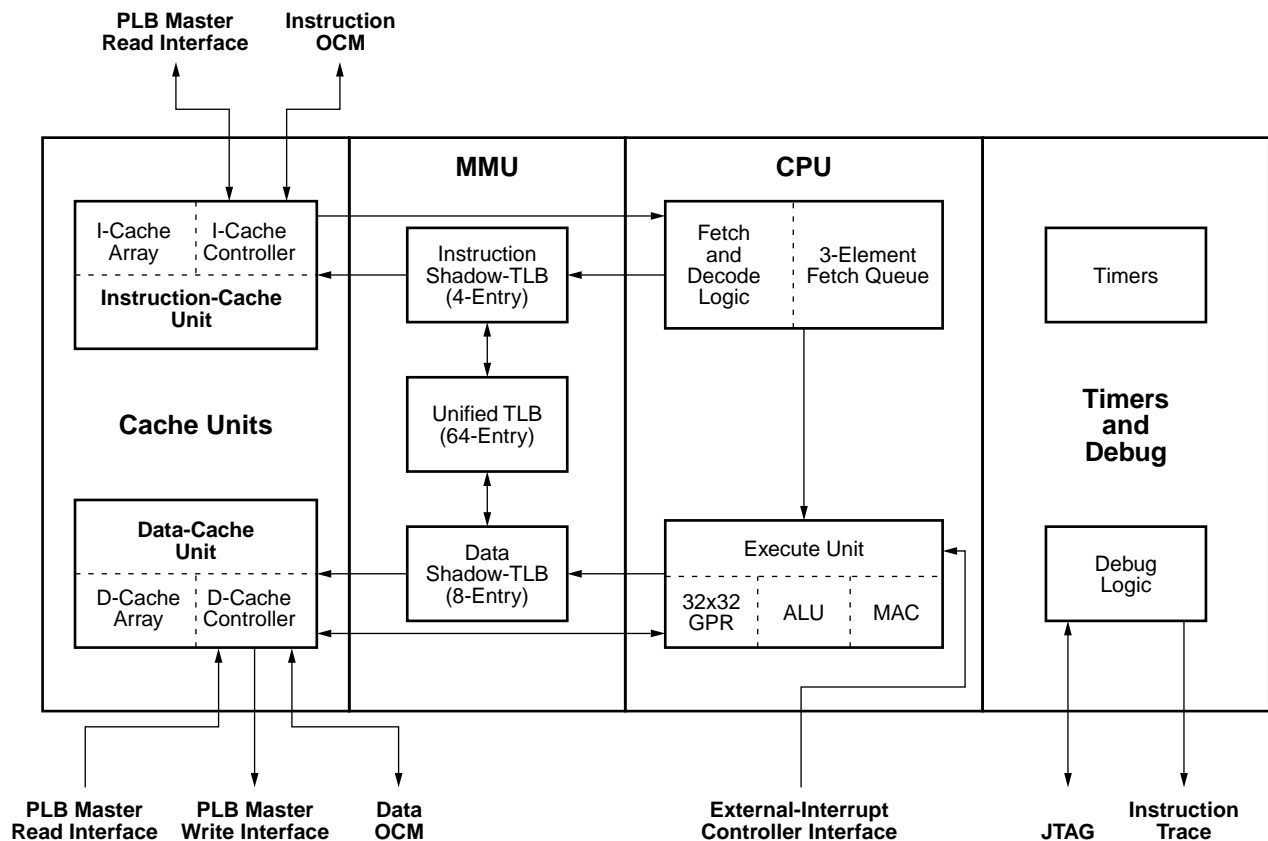 PLB Master
Read Interface
Instruction
OCM
MMU
CPU
I-Cache
Array
I-Cache
Controller
Instruction-Cache
Unit
Instruction
Shadow-TLB
(4-Entry)
Fetch
and
Decode
Logic
3-Element
Fetch Queue
Timers
Cache Units
Unified TLB
(64-Entry)
Timers
and
Debug
Data-Cache
Unit
D-Cache
Array
D-Cache
Controller
Data
Shadow-TLB
(8-Entry)
Execute Unit
32x32
GPR
ALU
MAC
Debug
Logic
PLB Master
Read Interface
PLB Master
Write Interface
Data
OCM
External-Interrupt
Controller Interface
JTAG
Instruction
Trace